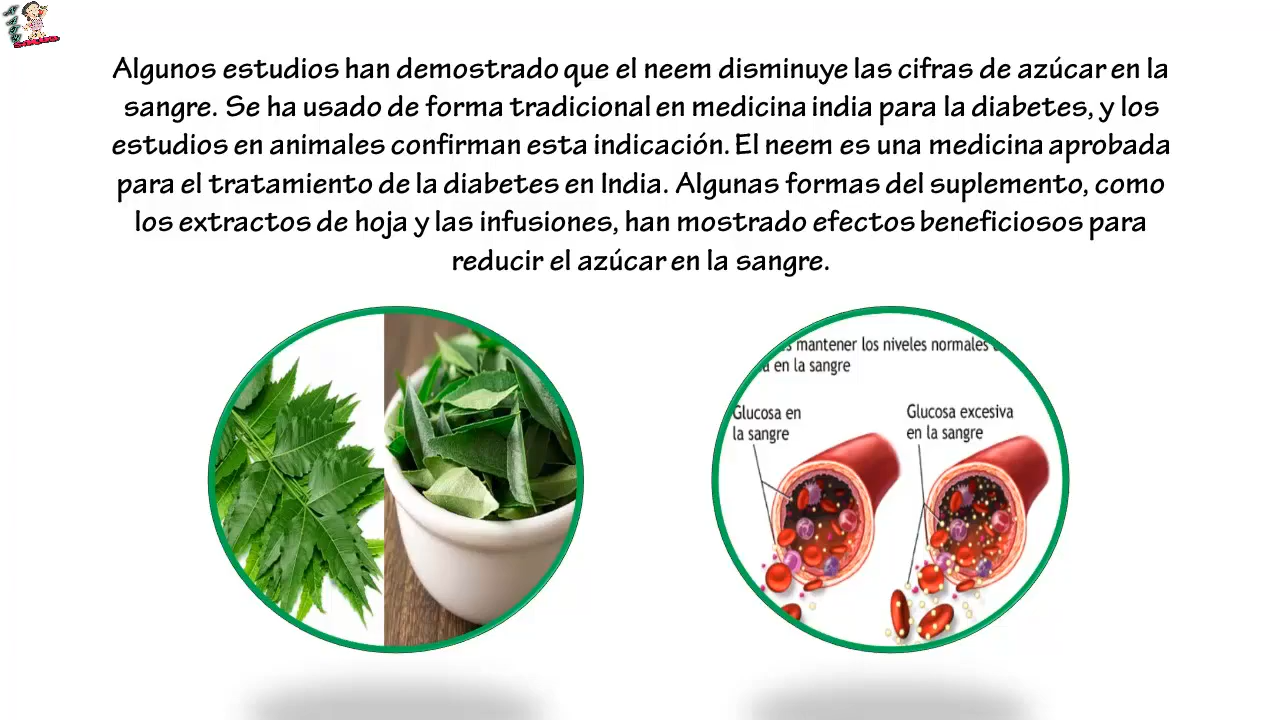 Algunos estudios han demostrado que el neem disminuye las cifras de azúcar en la
sangre. Se ha usado de forma tradicional en medicina india para la diabetes, y los
estudios en animales confirman esta indicación. El neem es una medicina aprobada
para el tratamiento de la diabetes en India. Algunas formas del suplemento, como
los extractos de hoja y las infusiones, han mostrado efectos beneficiosos para
reducir el azúcar en la sangre.
mantener los niveles normales
en la sangre
Glucosa en
la sangre
Glucosa excesiva
en la sangre